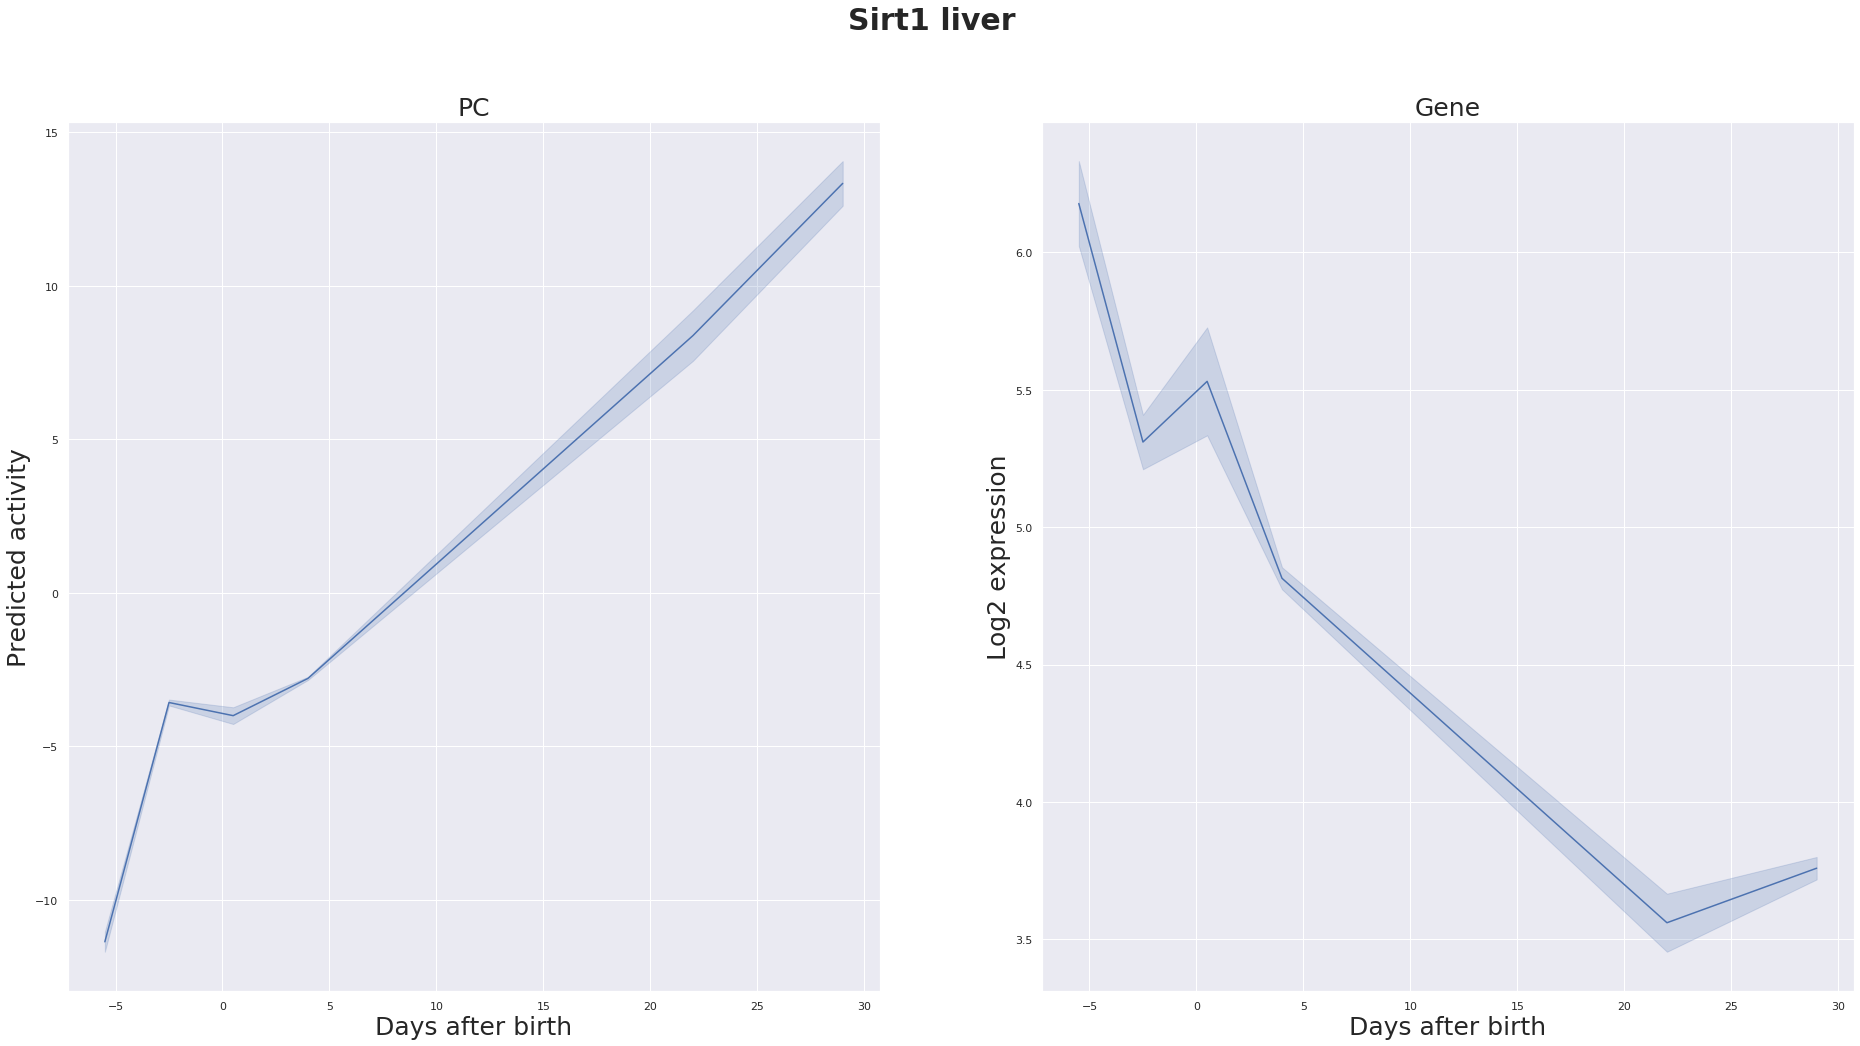 Sirt1 liver
PC
15
10
5
0
−5
−10
Predicted activity
−5 0 5 10 15 20 25 30
Days after birth
Gene
6.0
5.5
5.0
4.5
4.0
3.5
Log2 expression
−5 0 5 10 15 20 25 30
Days after birth